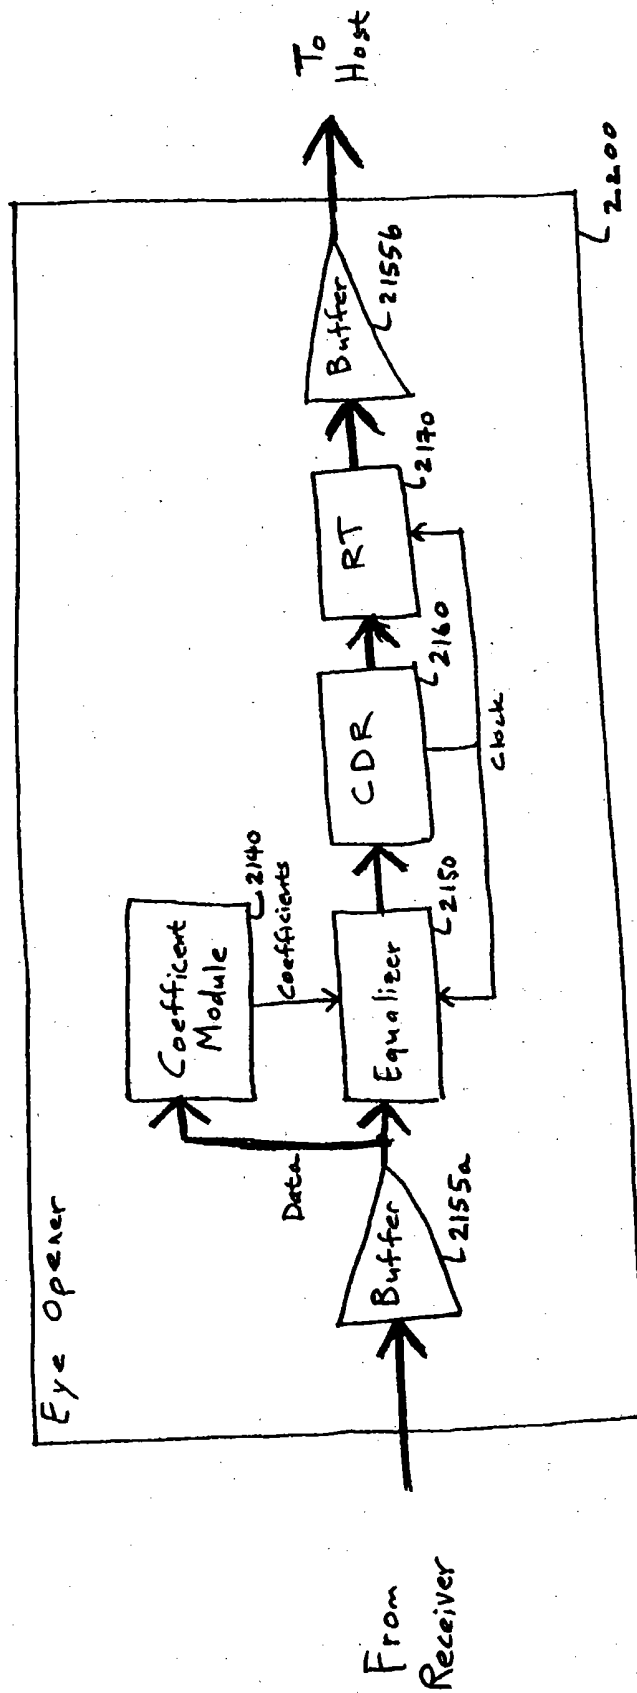 Eye Opener
From
Receiver
Buffer
2155a
Data
Coefficent
Module
2140
Coefficients
Equalizer
2150
CDR
2160
Clock
RT
2170
Buffer
2155b
To
Host
2200